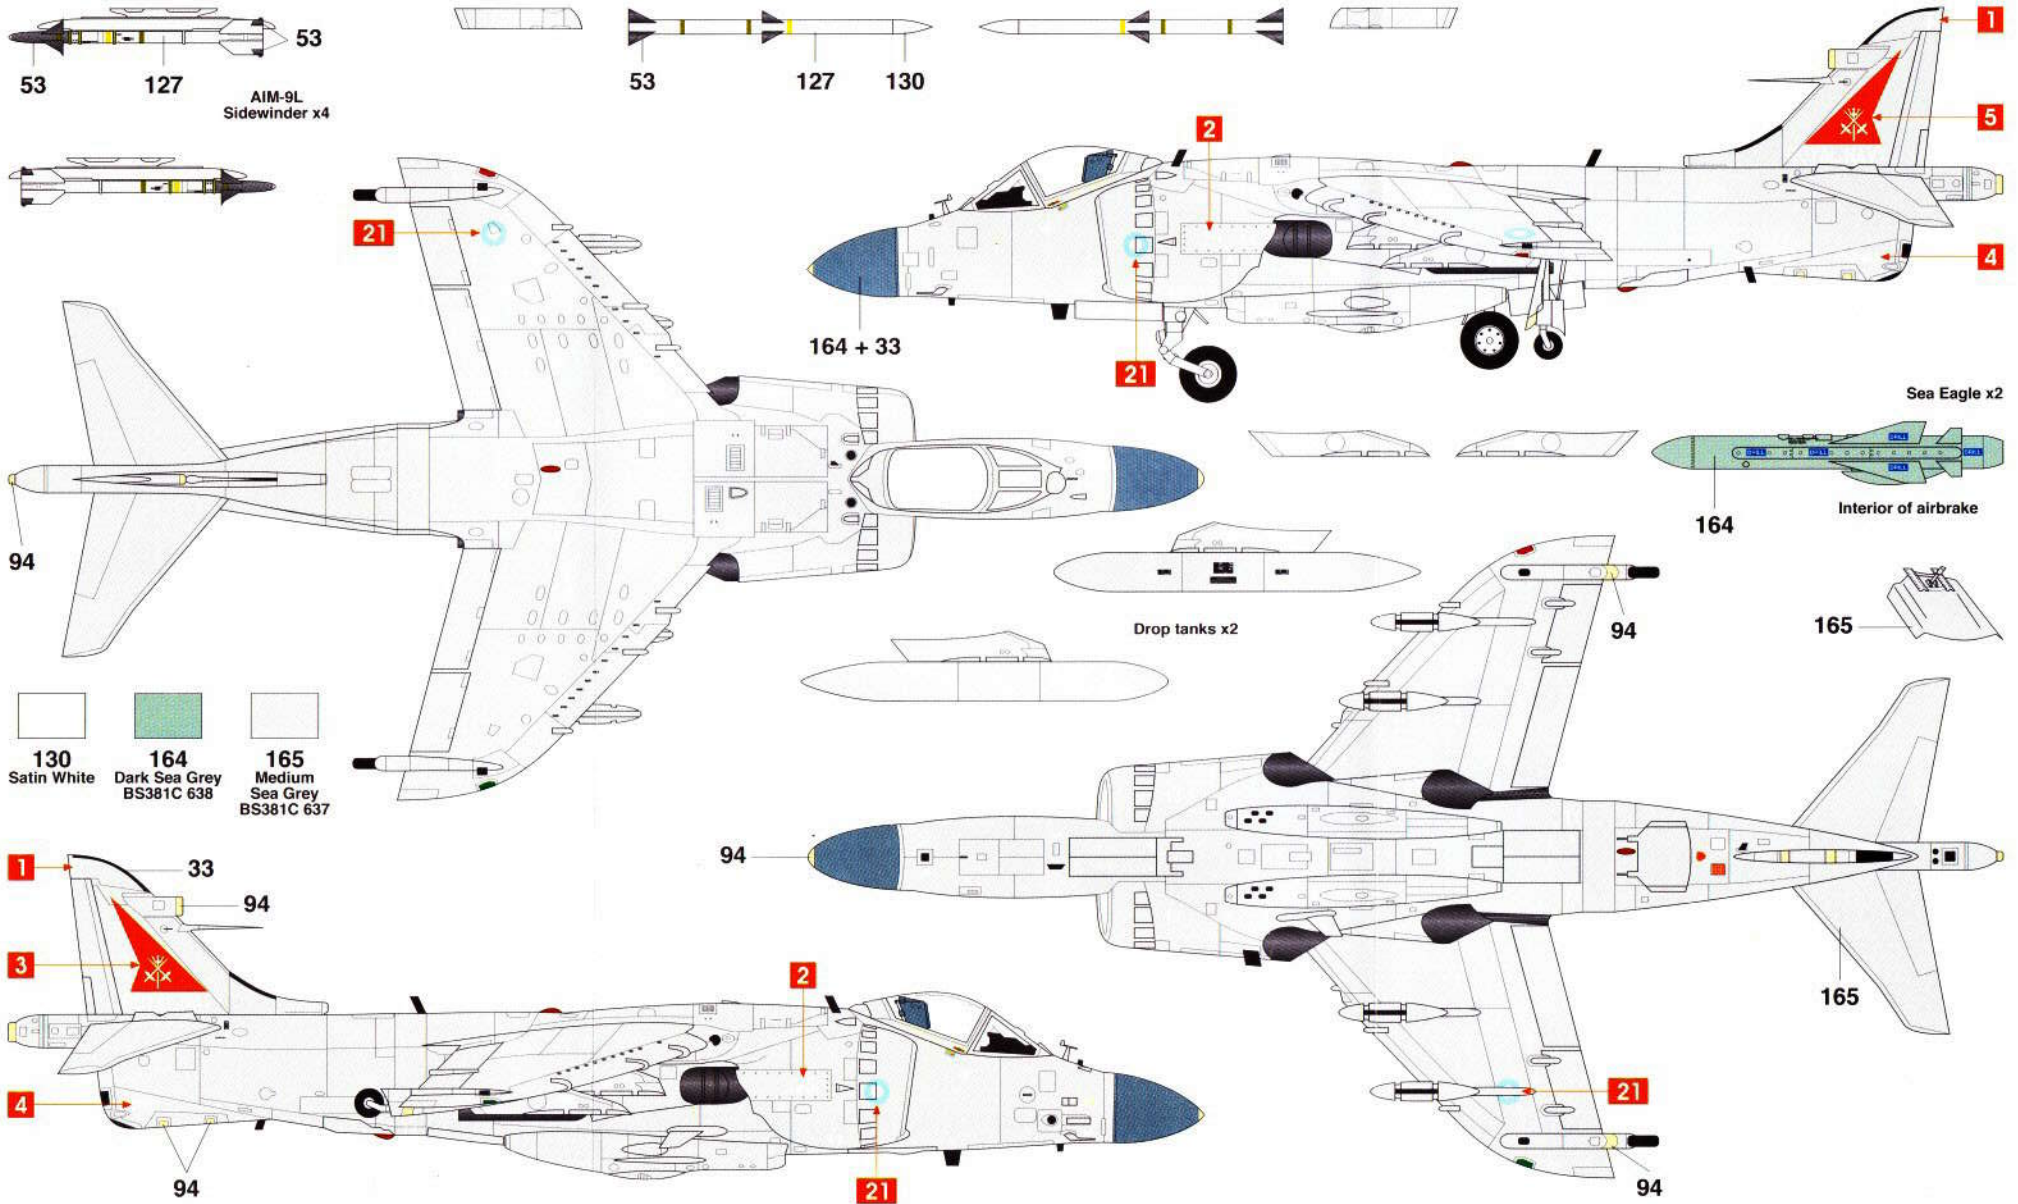 53
53
127
AIM-9L
Sidewinder x4
53
127
130
1
2
5
21
4
164 + 33
21
Sea Eagle x2
164
Interior of airbrake
94
Drop tanks x2
94
165
130
Satin White
164
Dark Sea Grey
BS381C 638
165
Medium
Sea Grey
BS381C 637
1
33
94
94
3
2
165
4
21
94
21
94